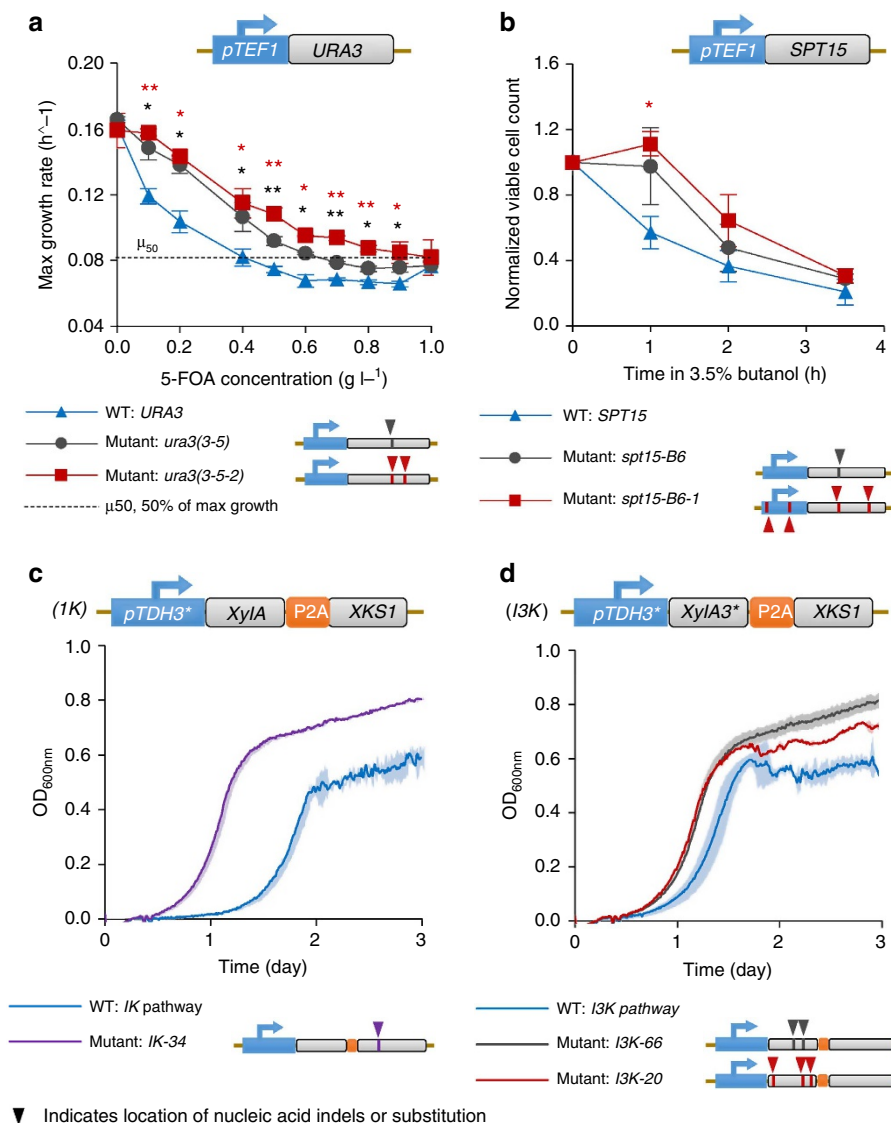 a
pTEF1 URA3
Max growth rate (h^–1)
0.20
0.16
0.12
0.08
0.04
** * * ** * ** * *
* * * ** * ** * *
μ50
0.0 0.2 0.4 0.6 0.8 1.0
5-FOA concentration (g l–1)
WT: URA3
Mutant: ura3(3-5)
Mutant: ura3(3-5-2)
μ50, 50% of max growth
b
pTEF1 SPT15
Normalized viable cell count
1.6
1.2
0.8
0.4
0.0
*
0 1 2 3 4
Time in 3.5% butanol (h)
WT: SPT15
Mutant: spt15-B6
Mutant: spt15-B6-1
c
(1K) pTDH3* XylA P2A XKS1
OD600nm
1.0
0.8
0.6
0.4
0.2
0.0
0 1 2 3
Time (day)
WT: IK pathway
Mutant: IK-34
d
(I3K) pTDH3* XylA3* P2A XKS1
OD600nm
1.0
0.8
0.6
0.4
0.2
0.0
0 1 2 3
Time (day)
WT: I3K pathway
Mutant: I3K-66
Mutant: I3K-20
Indicates location of nucleic acid indels or substitution